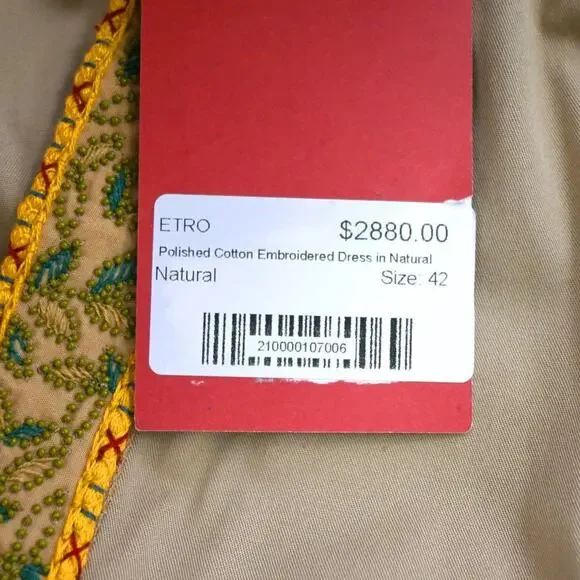 ETRO $2880.00
Polished Cotton Embroidered Dress in Natural
Natural Size: 42
210000107006